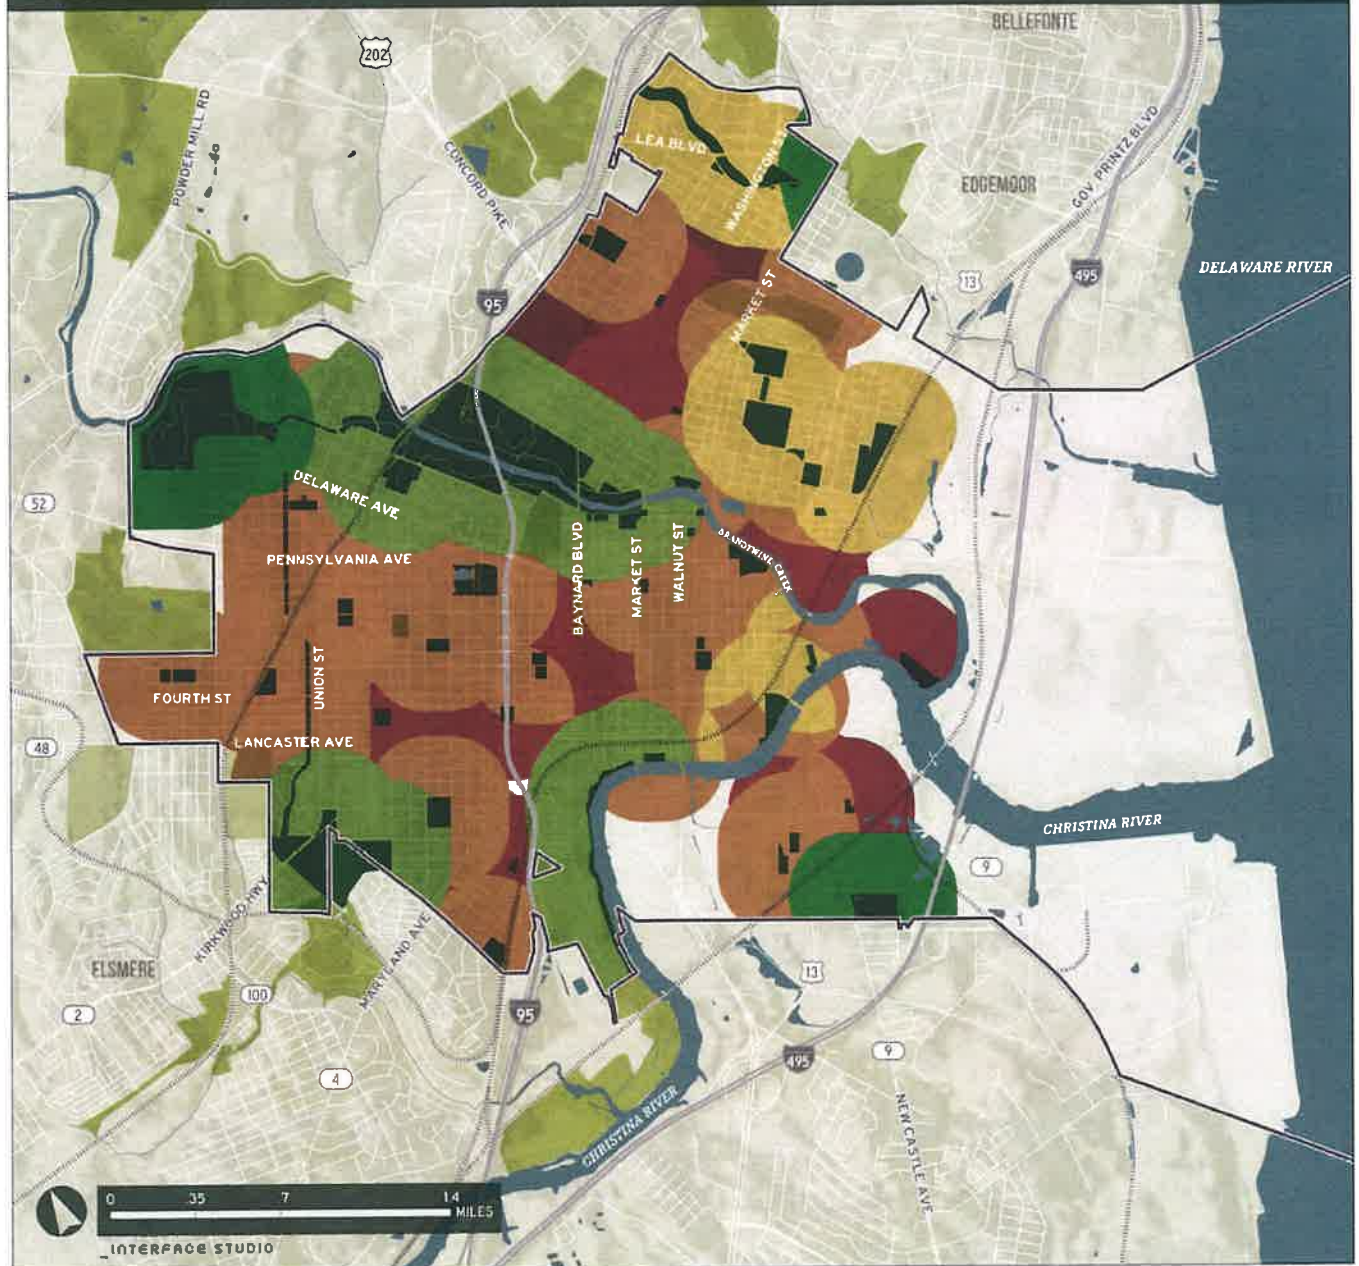 BELLEFONTE
202
POWDER MILL RD
CONCORD PIKE
LEA BLVD
WASHINGTON ST
EDGEMOOR
GOV. PRINTZ BLVD
DELAWARE RIVER
13
495
95
MARKET ST
52
DELAWARE AVE
PENNSYLVANIA AVE
BAYNARD BLVD
MARKET ST
WALNUT ST
BRANDYWINE CREEK
UNION ST
FOURTH ST
LANCASTER AVE
48
CHRISTINA RIVER
9
KIRKWOOD HWY
MARYLAND AVE
ELSMERE
100
2
13
95
495
9
4
CHRISTINA RIVER
NEW CASTLE AVE
0 .35 .7 1.4
MILES
_INTERFACE STUDIO